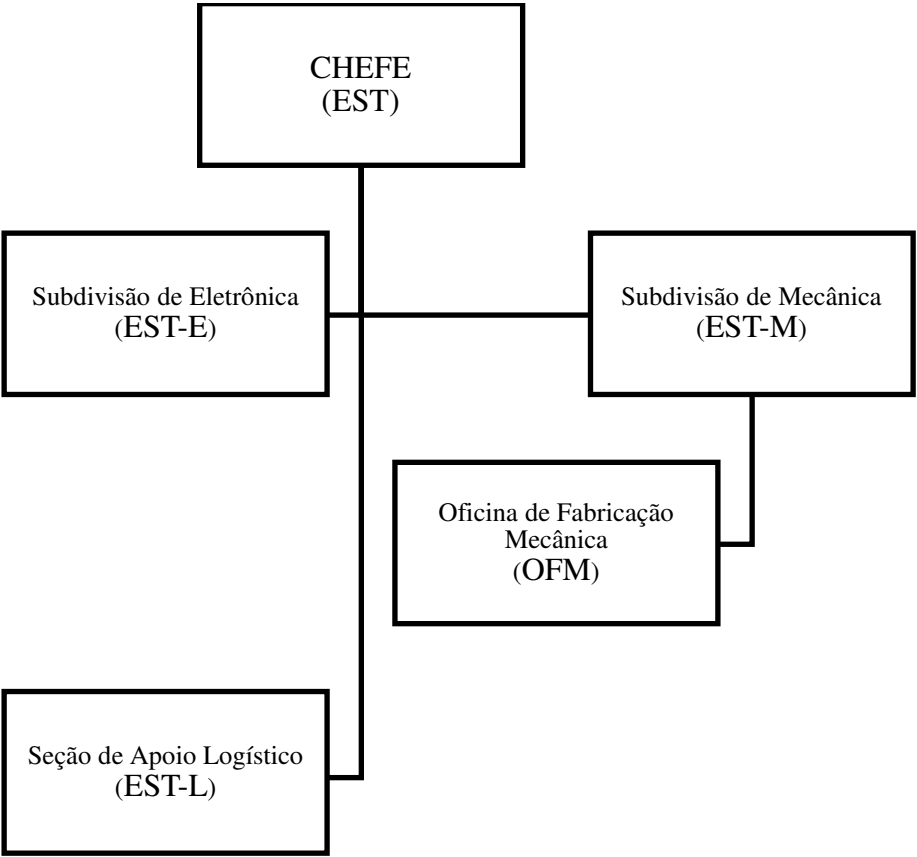 CHEFE
(EST)
Subdivisão de Eletrônica
(EST-E)
Subdivisão de Mecânica
(EST-M)
Oficina de Fabricação
Mecânica
(OFM)
Seção de Apoio Logístico
(EST-L)